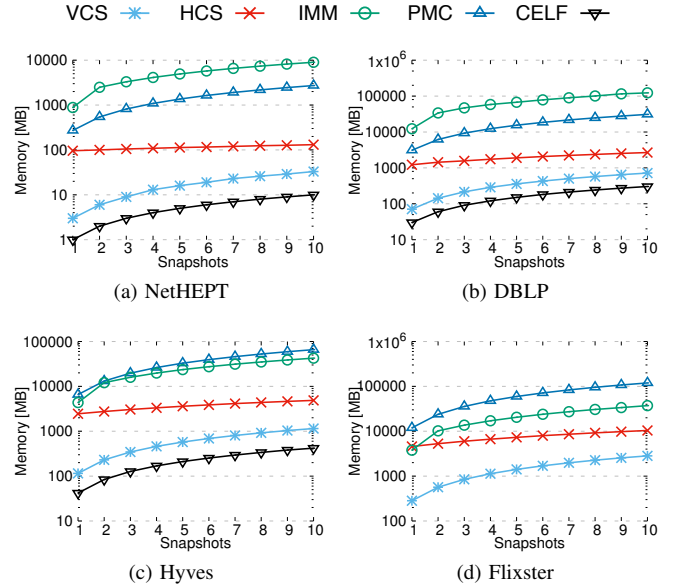 VCS HCS IMM PMC CELF
10000
1000
100
10
1
Memory [MB]
1 2 3 4 5 6 7 8 9 10
Snapshots
(a) NetHEPT
1x10^6
100000
10000
1000
100
10
Memory [MB]
1 2 3 4 5 6 7 8 9 10
Snapshots
(b) DBLP
100000
10000
1000
100
10
Memory [MB]
1 2 3 4 5 6 7 8 9 10
Snapshots
(c) Hyves
1x10^6
100000
10000
1000
100
Memory [MB]
1 2 3 4 5 6 7 8 9 10
Snapshots
(d) Flixster